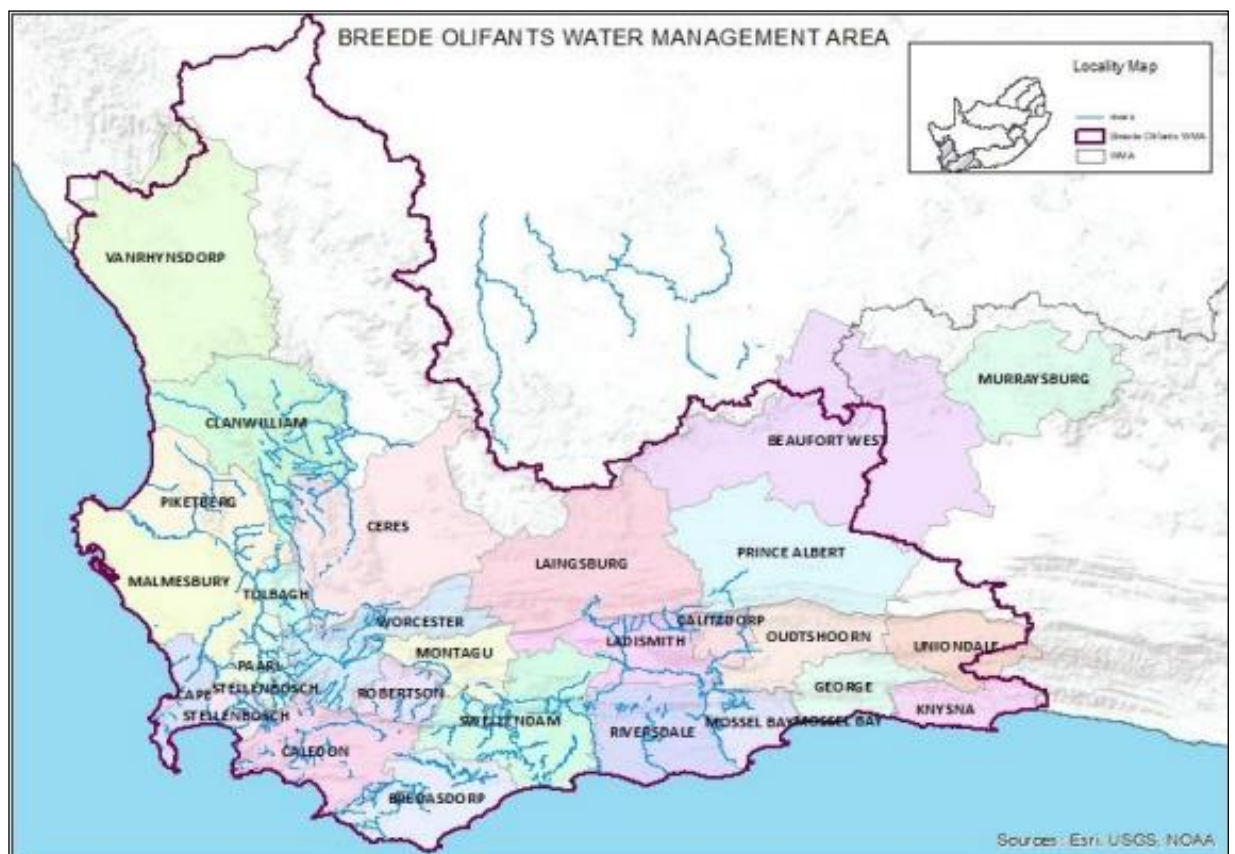 BREEDE OLIFANTS WATER MANAGEMENT AREA
Locality Map
Breede Olifants WMA
WMA
VANRHYNSDORP
MURRAYSBURG
CLANWILLIAM
BEAUFORT WEST
PIKETBERG
CERES
PRINCE ALBERT
LAINGSBURG
MALMESBURY
TULBAGH
WORCESTER
CALITZDORP
LADISMITH
OUDTSHOORN
UNIONDALE
MONTAGU
PAARL
STELLENBOSCH
ROBERTSON
GEORGE
CAPE
KNYSNA
STELLENBOSCH
SWELLENDAM
MOSSEL BAY
MOSSEL BAY
RIVERSDALE
CALEDON
BREDASDORP
Sources: Esri, USGS, NOAA